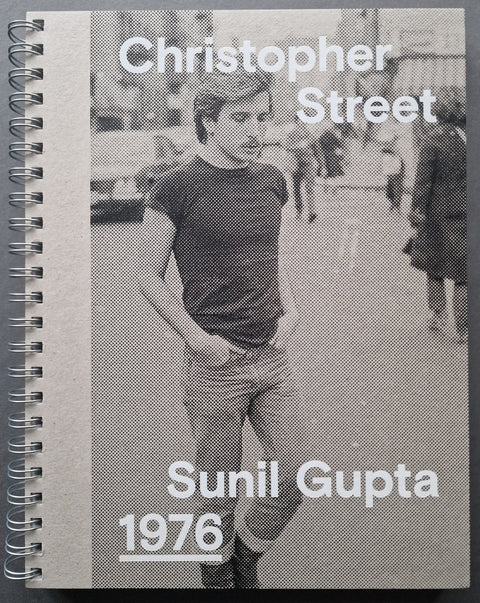 Christopher
Street
Sunil Gupta
1976